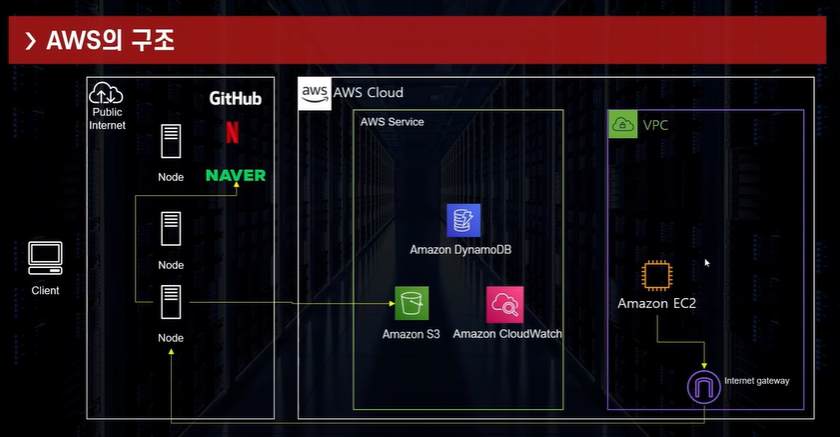 › AWS의 구조
Public
Internet
GitHub
N
Node
NAVER
Node
Node
Client
aws
AWS Cloud
AWS Service
Amazon DynamoDB
Amazon S3
Amazon CloudWatch
VPC
Amazon EC2
Internet gateway